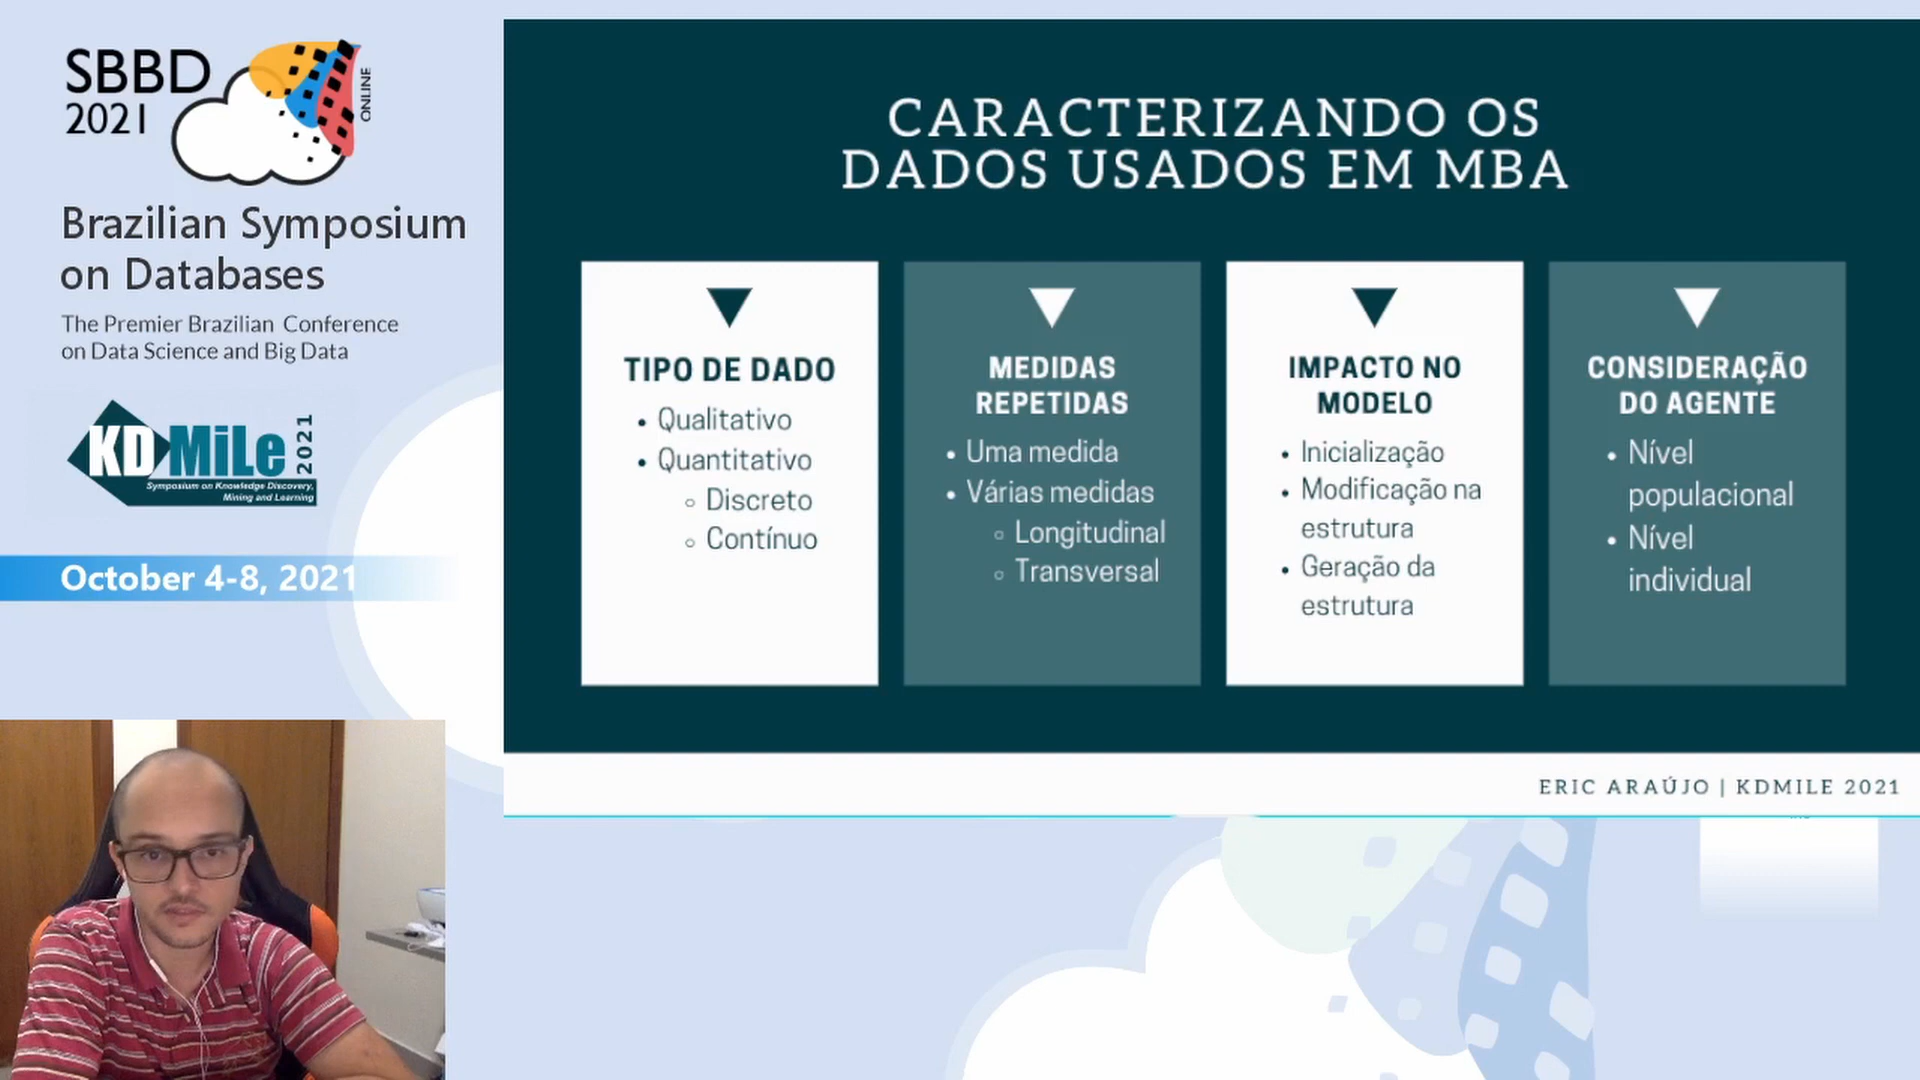 SBBD
2021
ONLINE
Brazilian Symposium
on Databases
The Premier Brazilian Conference
on Data Science and Big Data
KDMiLe
2021
Symposium on Knowledge Discovery,
Mining and Learning
October 4-8, 2021
CARACTERIZANDO OS
DADOS USADOS EM MBA
TIPO DE DADO
• Qualitativo
• Quantitativo
○ Discreto
○ Contínuo
MEDIDAS
REPETIDAS
• Uma medida
• Várias medidas
○ Longitudinal
○ Transversal
IMPACTO NO
MODELO
• Inicialização
• Modificação na
estrutura
• Geração da
estrutura
CONSIDERAÇÃO
DO AGENTE
• Nível
populacional
• Nível
individual
ERIC ARAÚJO | KDMILE 2021